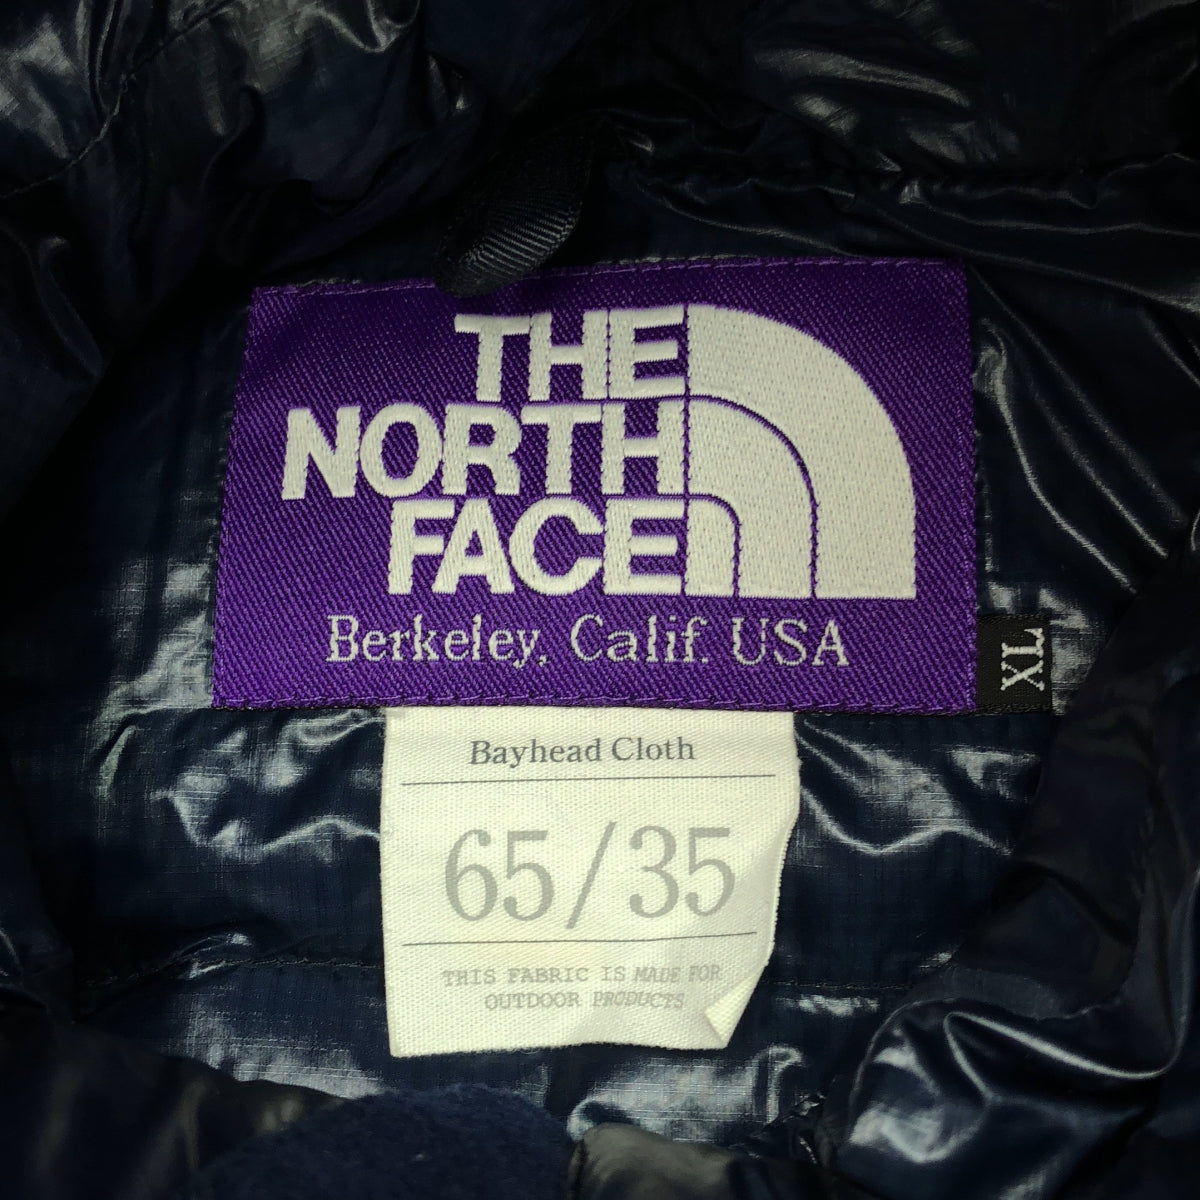 THE
NORTH
FACE
Berkeley, Calif. USA
XL
Bayhead Cloth
65/35
THIS FABRIC IS MADE FOR
OUTDOOR PRODUCTS